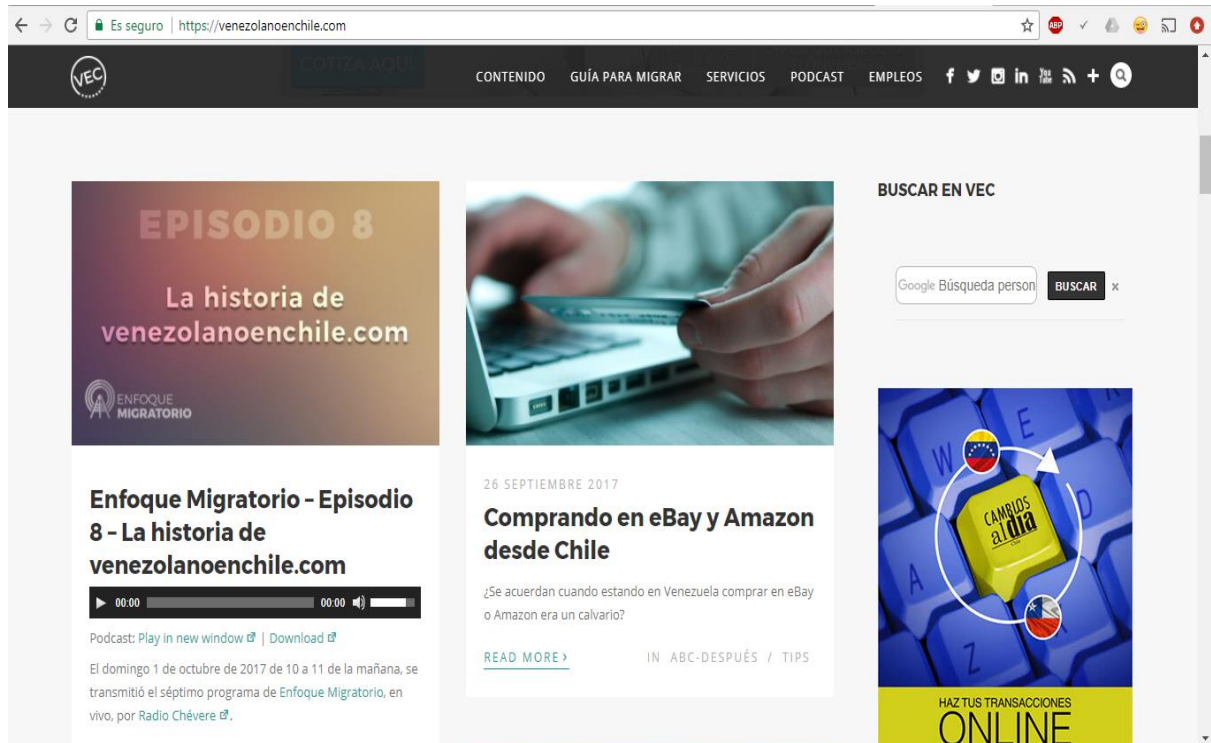 Es seguro | https://venezolanoenchile.com
ABP
VEC
COTIZA AQUÍ
CONTENIDO GUÍA PARA MIGRAR SERVICIOS PODCAST EMPLEOS
You Tube
EPISODIO 8
La historia de
venezolanoenchile.com
ENFOQUE
MIGRATORIO
Enfoque Migratorio – Episodio
8 – La historia de
venezolanoenchile.com
00:00 00:00
Podcast: Play in new window | Download
El domingo 1 de octubre de 2017 de 10 a 11 de la mañana, se
transmitió el séptimo programa de Enfoque Migratorio, en
vivo, por Radio Chévere.
26 SEPTIEMBRE 2017
Comprando en eBay y Amazon
desde Chile
¿Se acuerdan cuando estando en Venezuela comprar en eBay
o Amazon era un calvario?
READ MORE › IN ABC-DESPUÉS / TIPS
BUSCAR EN VEC
Google Búsqueda person BUSCAR x
W E R
D
A
Z
CAMBIOS
al día
HAZ TUS TRANSACCIONES
ONLINE